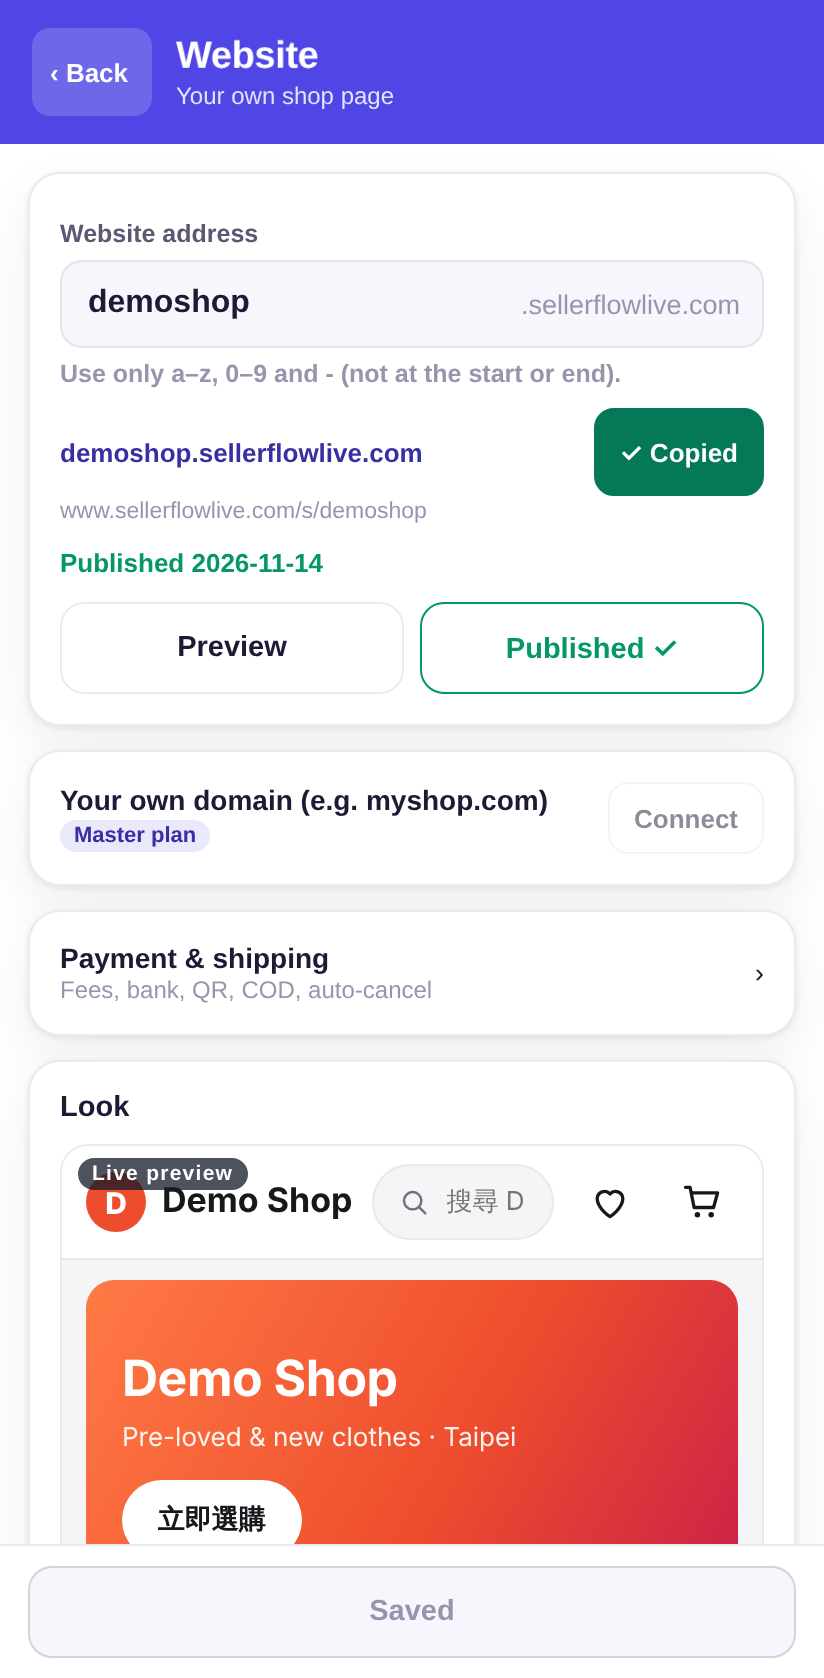 ‹ Back
Website
Your own shop page
Website address
demoshop
.sellerflowlive.com
Use only a–z, 0–9 and - (not at the start or end).
demoshop.sellerflowlive.com
✓ Copied
www.sellerflowlive.com/s/demoshop
Published 2026-11-14
Preview
Published ✓
Your own domain (e.g. myshop.com)
Master plan
Connect
Payment & shipping
Fees, bank, QR, COD, auto-cancel
›
Look
Live preview
D
Demo Shop
搜尋 D
Demo Shop
Pre-loved & new clothes · Taipei
立即選購
Saved